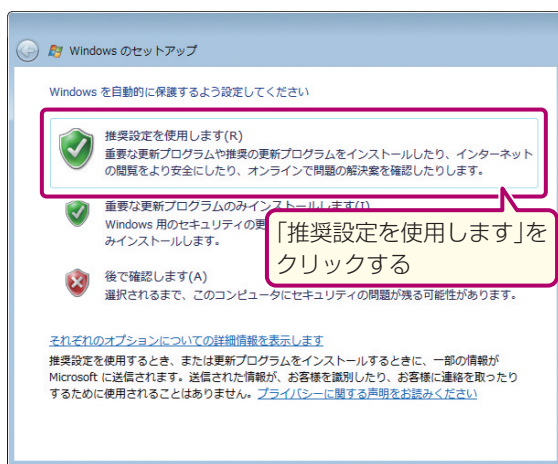 Windows のセットアップ
Windows を自動的に保護するよう設定してください
推奨設定を使用します(R)
重要な更新プログラムや推奨の更新プログラムをインストールしたり、インターネット
の閲覧をより安全にしたり、オンラインで問題の解決案を確認したりします。
重要な更新プログラムのみインストールします(I)
Windows 用のセキュリティの更
みインストールします。
「推奨設定を使用します」を
クリックする
後で確認します(A)
選択されるまで、このコンピュータにセキュリティの問題が残る可能性があります。
それぞれのオプションについての詳細情報を表示します
推奨設定を使用するとき、または更新プログラムをインストールするときに、一部の情報が
Microsoft に送信されます。送信された情報が、お客様を識別したり、お客様に連絡を取ったり
するために使用されることはありません。プライバシーに関する声明をお読みください